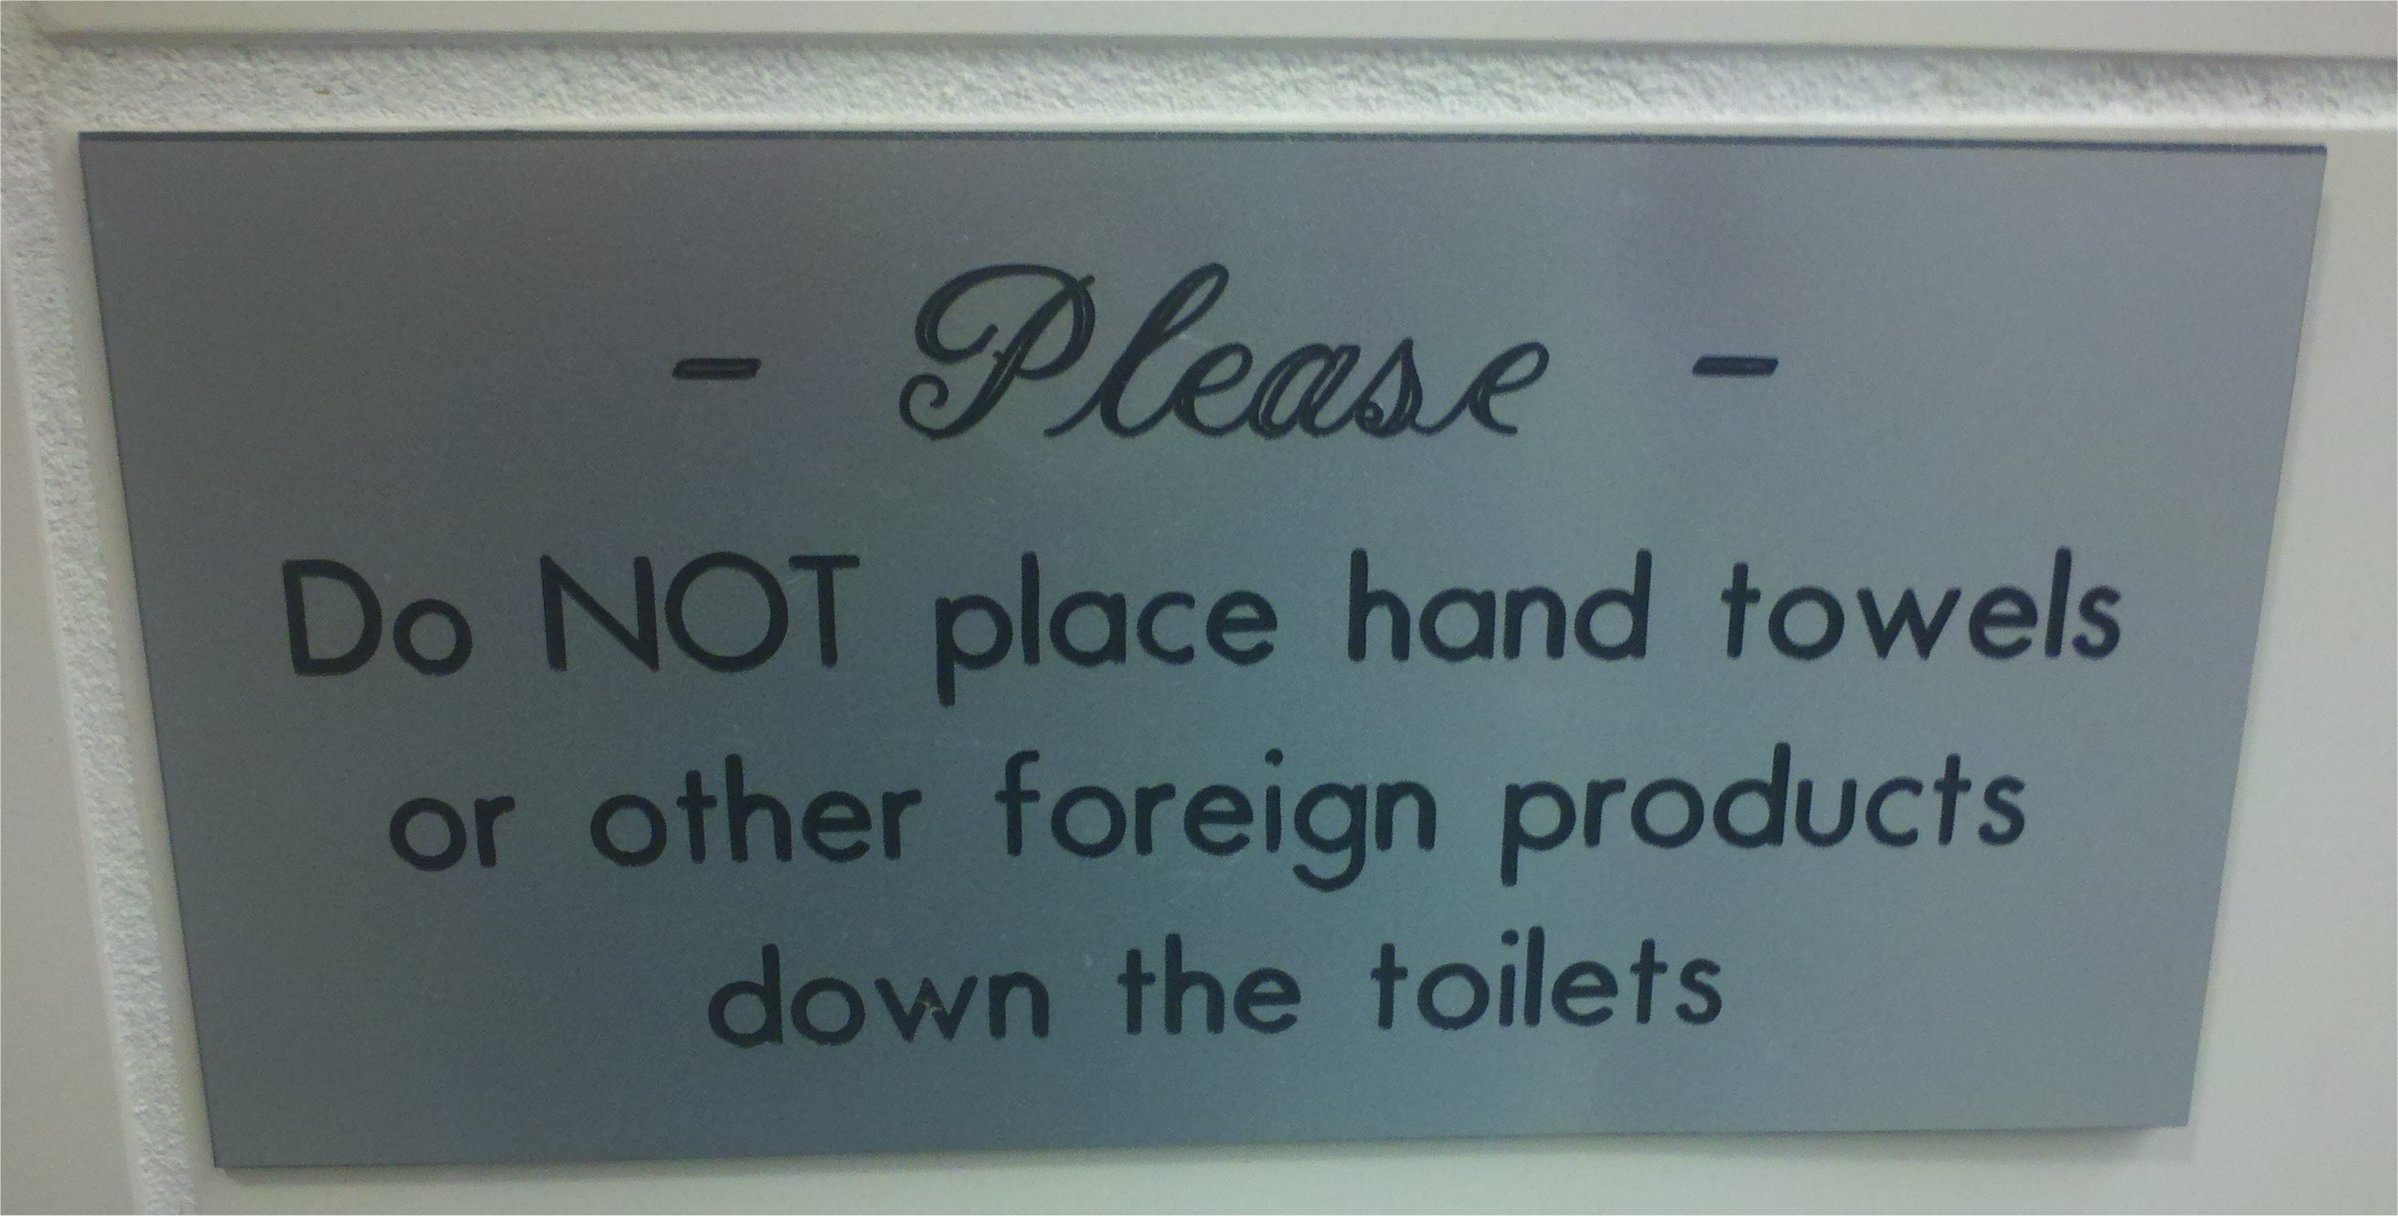 - Please -
Do NOT place hand towels
or other foreign products
down the toilets